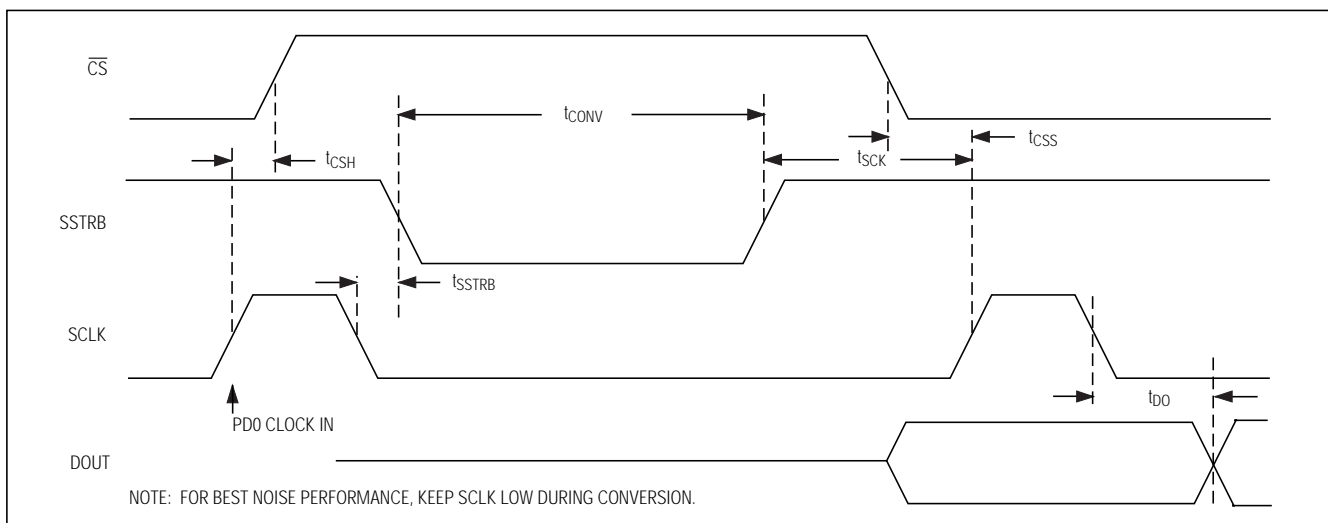 CS
tCONV
tCSS
tCSH
tSCK
SSTRB
tSSTRB
SCLK
tDO
PD0 CLOCK IN
DOUT
NOTE: FOR BEST NOISE PERFORMANCE, KEEP SCLK LOW DURING CONVERSION.